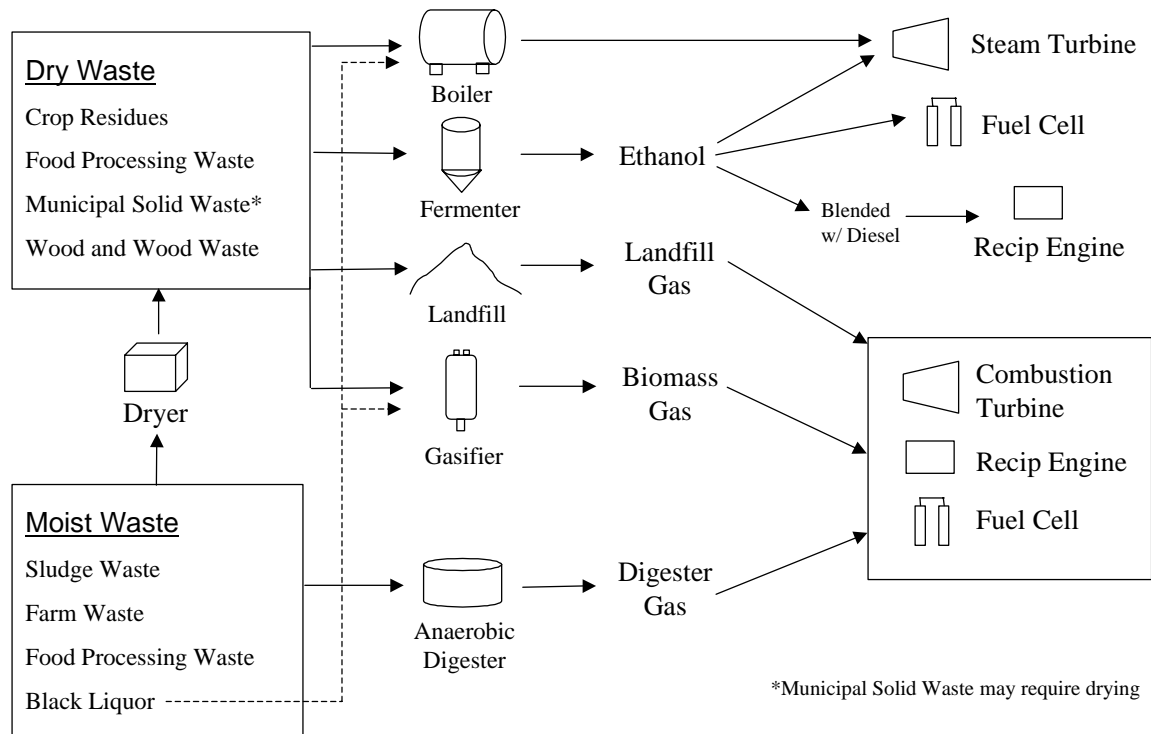 Dry Waste
Crop Residues
Food Processing Waste
Municipal Solid Waste*
Wood and Wood Waste
Boiler
Steam Turbine
Fuel Cell
Fermenter
Ethanol
Blended
w/ Diesel
Recip Engine
Landfill
Landfill
Gas
Dryer
Gasifier
Biomass
Gas
Combustion
Turbine
Recip Engine
Fuel Cell
Moist Waste
Sludge Waste
Farm Waste
Food Processing Waste
Black Liquor
Anaerobic
Digester
Digester
Gas
*Municipal Solid Waste may require drying